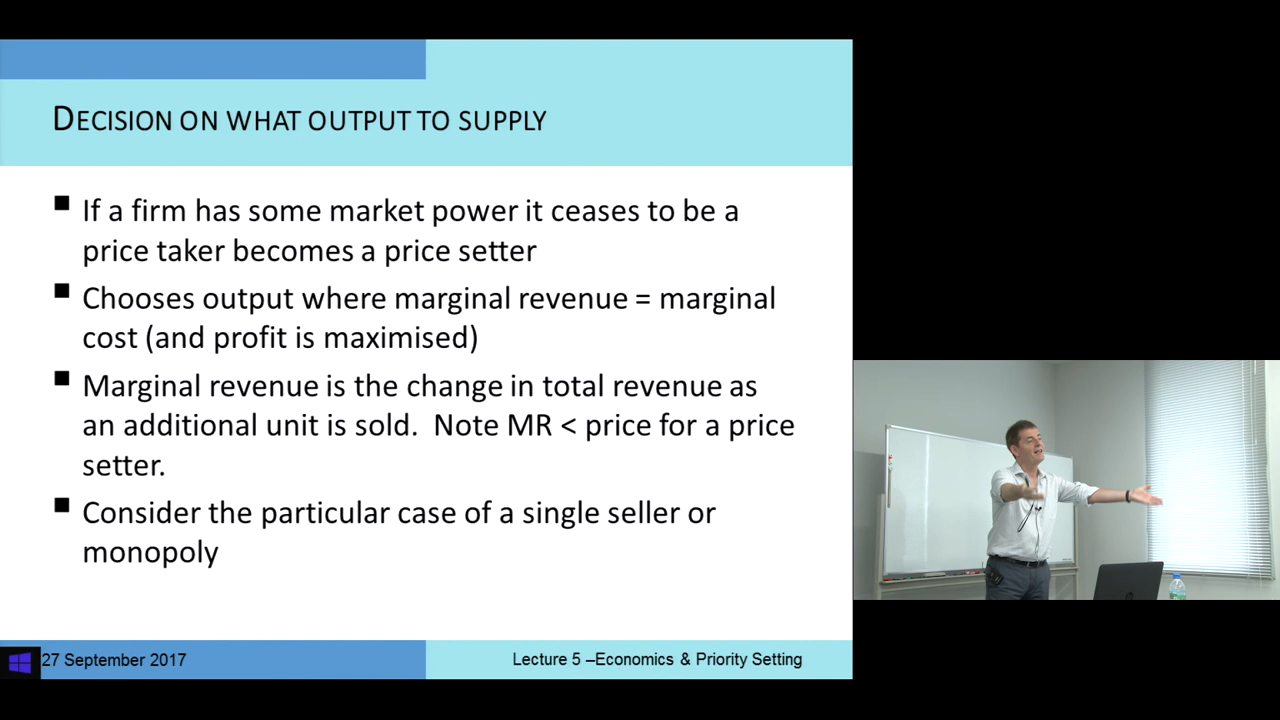 DECISION ON WHAT OUTPUT TO SUPPLY
If a firm has some market power it ceases to be a
price taker becomes a price setter
Chooses output where marginal revenue = marginal
cost (and profit is maximised)
Marginal revenue is the change in total revenue as
an additional unit is sold.  Note MR < price for a price
setter.
Consider the particular case of a single seller or
monopoly
27 September 2017
Lecture 5 –Economics & Priority Setting